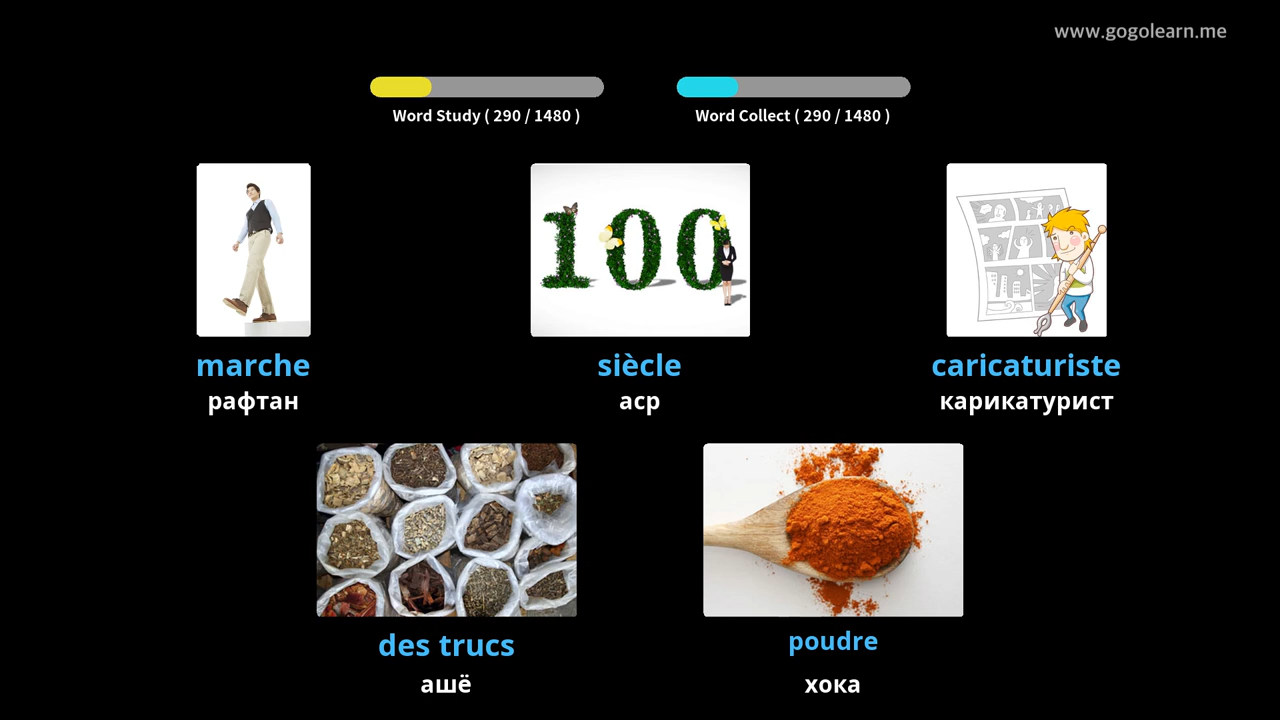 www.gogolearn.me
Word Study ( 290 / 1480 )
Word Collect ( 290 / 1480 )
marche
рафтан
siècle
аср
caricaturiste
карикатурист
des trucs
ашё
poudre
хока